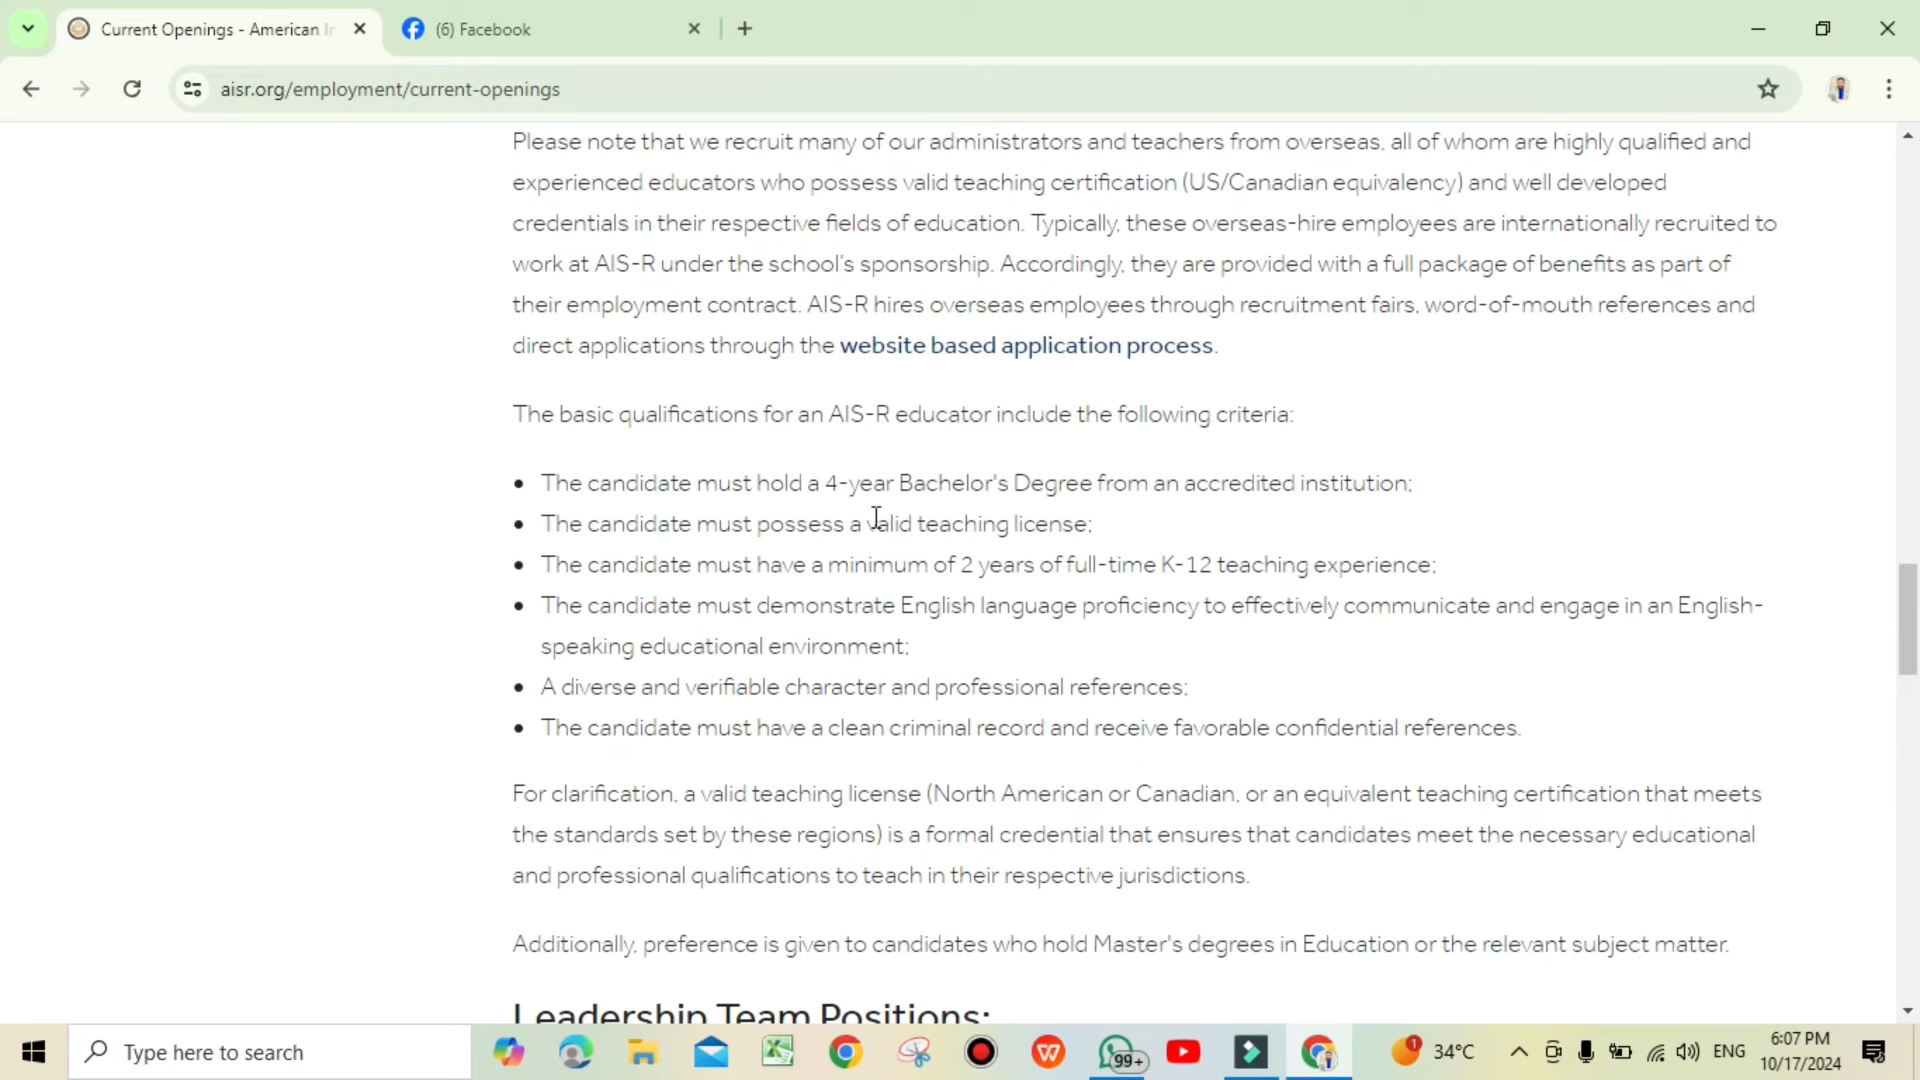 Current Openings - American In
(6) Facebook
aisr.org/employment/current-openings
Please note that we recruit many of our administrators and teachers from overseas, all of whom are highly qualified and
experienced educators who possess valid teaching certification (US/Canadian equivalency) and well developed
credentials in their respective fields of education. Typically, these overseas-hire employees are internationally recruited to
work at AIS-R under the school's sponsorship. Accordingly, they are provided with a full package of benefits as part of
their employment contract. AIS-R hires overseas employees through recruitment fairs, word-of-mouth references and
direct applications through the website based application process.
The basic qualifications for an AIS-R educator include the following criteria:
• The candidate must hold a 4-year Bachelor's Degree from an accredited institution;
• The candidate must possess a valid teaching license;
• The candidate must have a minimum of 2 years of full-time K-12 teaching experience;
• The candidate must demonstrate English language proficiency to effectively communicate and engage in an English-
speaking educational environment;
• A diverse and verifiable character and professional references;
• The candidate must have a clean criminal record and receive favorable confidential references.
For clarification, a valid teaching license (North American or Canadian, or an equivalent teaching certification that meets
the standards set by these regions) is a formal credential that ensures that candidates meet the necessary educational
and professional qualifications to teach in their respective jurisdictions.
Additionally, preference is given to candidates who hold Master's degrees in Education or the relevant subject matter.
Leadership Team Positions:
Type here to search
99+
1
34°C
ENG
6:07 PM
10/17/2024